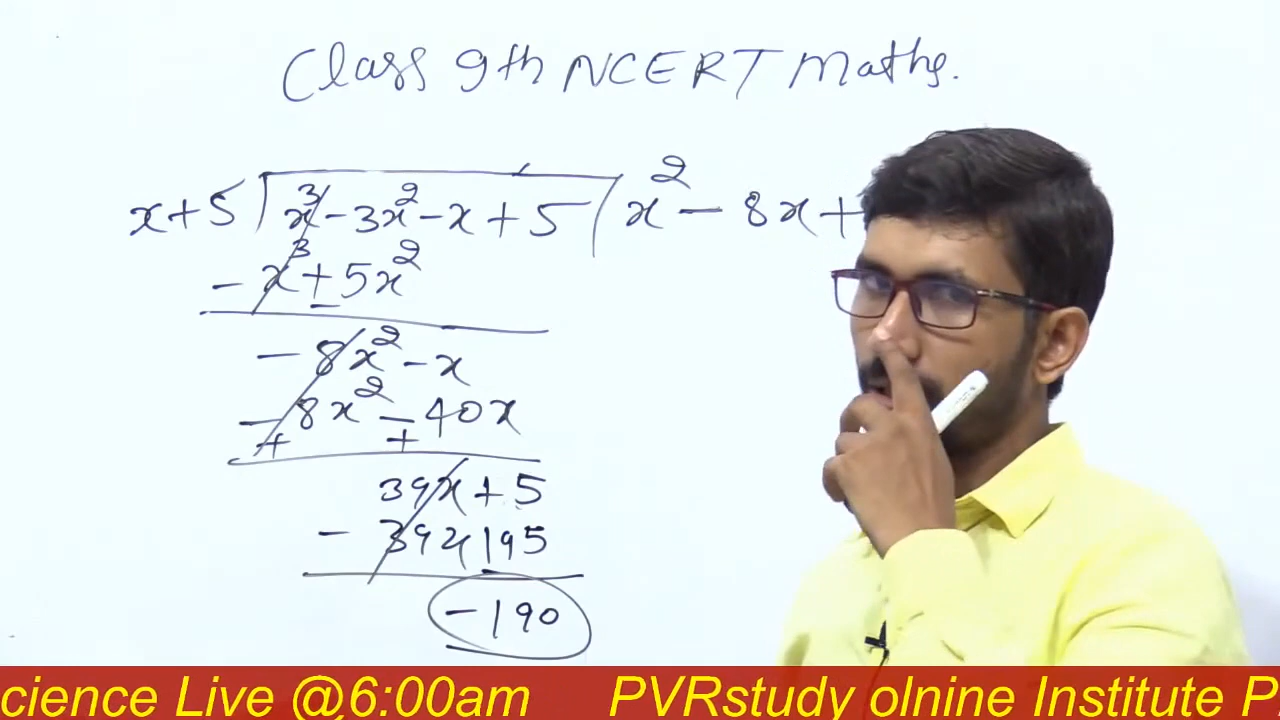 Class 9th NCERT Maths.
x+5 x³-3x²-x+5 x²-8x+
- x³+5x²
-
-8x²-x
-8x²-40x
+ +
39x+5
- 39x+195
-190
cience Live @6:00am PVRstudy olnine Institute P